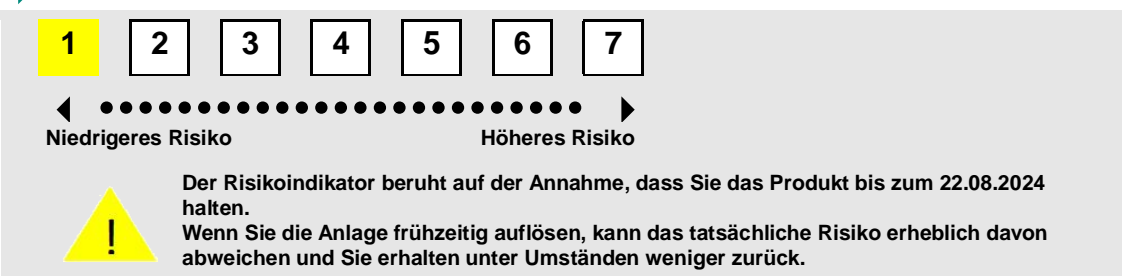 1 2 3 4 5 6 7
Niedrigeres Risiko Höheres Risiko
Der Risikoindikator beruht auf der Annahme, dass Sie das Produkt bis zum 22.08.2024
halten.
Wenn Sie die Anlage frühzeitig auflösen, kann das tatsächliche Risiko erheblich davon
! abweichen und Sie erhalten unter Umständen weniger zurück.